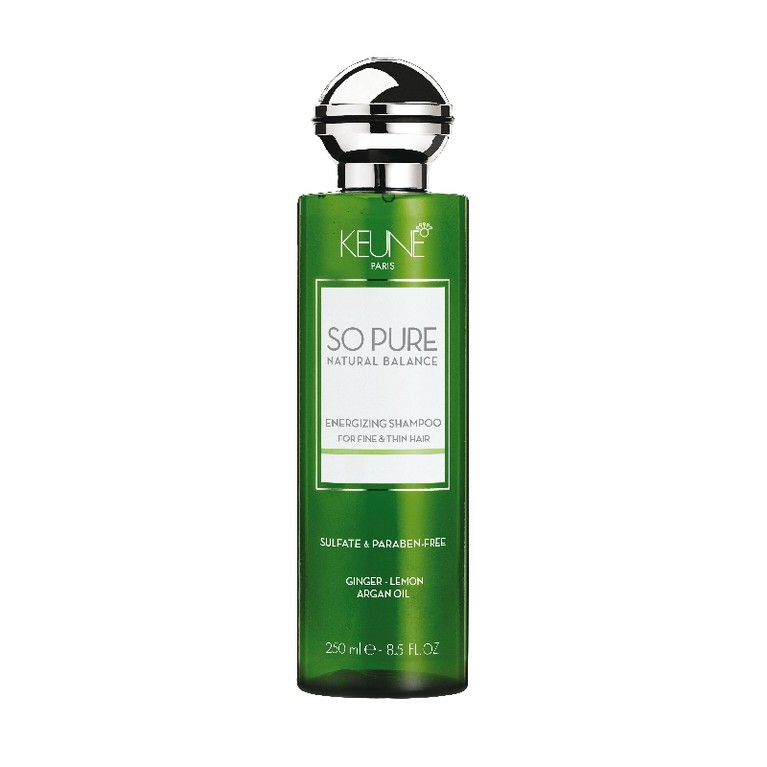 KEUNE
PARIS
SO PURE
NATURAL BALANCE
ENERGIZING SHAMPOO
FOR FINE & THIN HAIR
SULFATE & PARABEN-FREE
GINGER - LEMON
ARGAN OIL
250 ml e - 8.5 FL.OZ